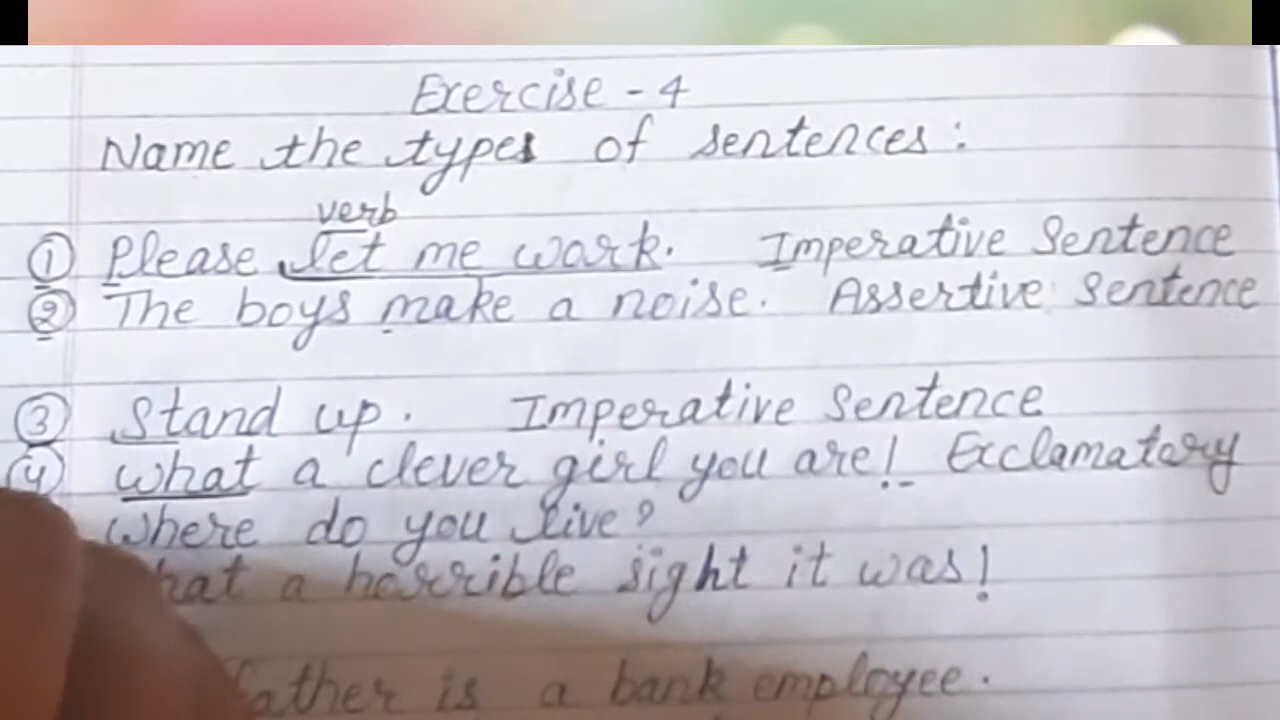 Exercise - 4
Name the types of sentences:
verb
① Please let me work. Imperative Sentence
② The boys make a noise. Assertive Sentence
③ Stand up. Imperative Sentence
④ what a clever girl you are! Exclamatory
where do you live?
a horrible sight it was!
father is a bank employee.